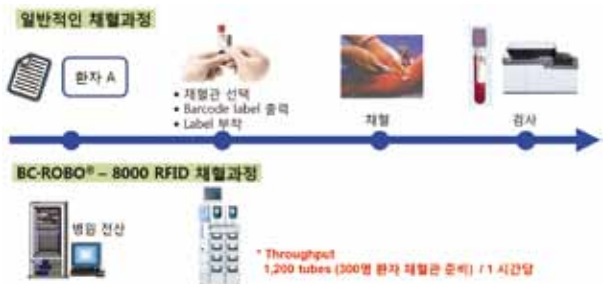 일반적인 채혈과정
환자 A
• 채혈관 선택
• Barcode label 출력
• Label 부착
채혈
검사
BC-ROBO® – 8000 RFID 채혈과정
병원 전산
* Throughput
1,200 tubes (300명 환자 채혈관 준비) / 1 시간당